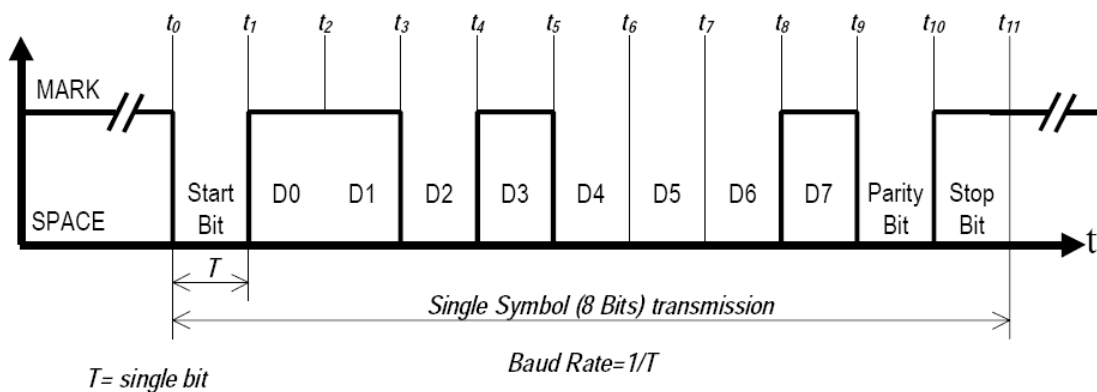 t0 t1 t2 t3 t4 t5 t6 t7 t8 t9 t10 t11
MARK
Start Bit
D0 D1 D2 D3 D4 D5 D6 D7
Parity Bit
Stop Bit
SPACE
t
T
Single Symbol (8 Bits) transmission
Baud Rate=1/T
T= single bit